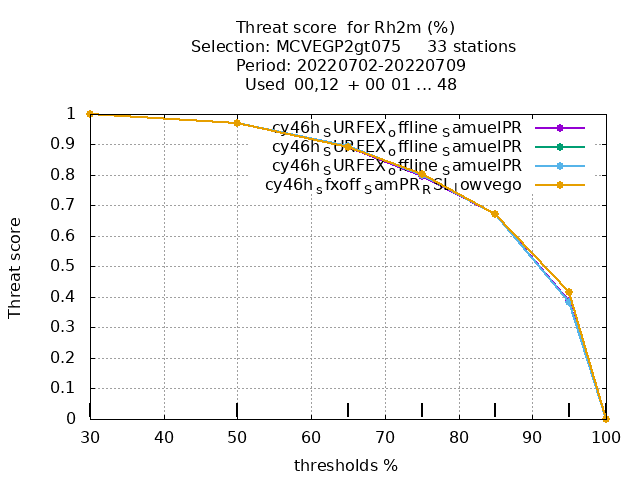 Threat score  for Rh2m (%)
Selection: MCVEGP2gt075     33 stations
Period: 20220702-20220709
Used  00,12  + 00 01 ... 48
cy46h_SURFEX_offline_SamuelPR
cy46h_SURFEX_offline_SamuelPR
cy46h_SURFEX_offline_SamuelPR
cy46h_sfxoff_SamPR_RSL_lowvego
1
0.9
0.8
0.7
0.6
0.5
0.4
0.3
0.2
0.1
0
Threat score
30 40 50 60 70 80 90 100
thresholds %